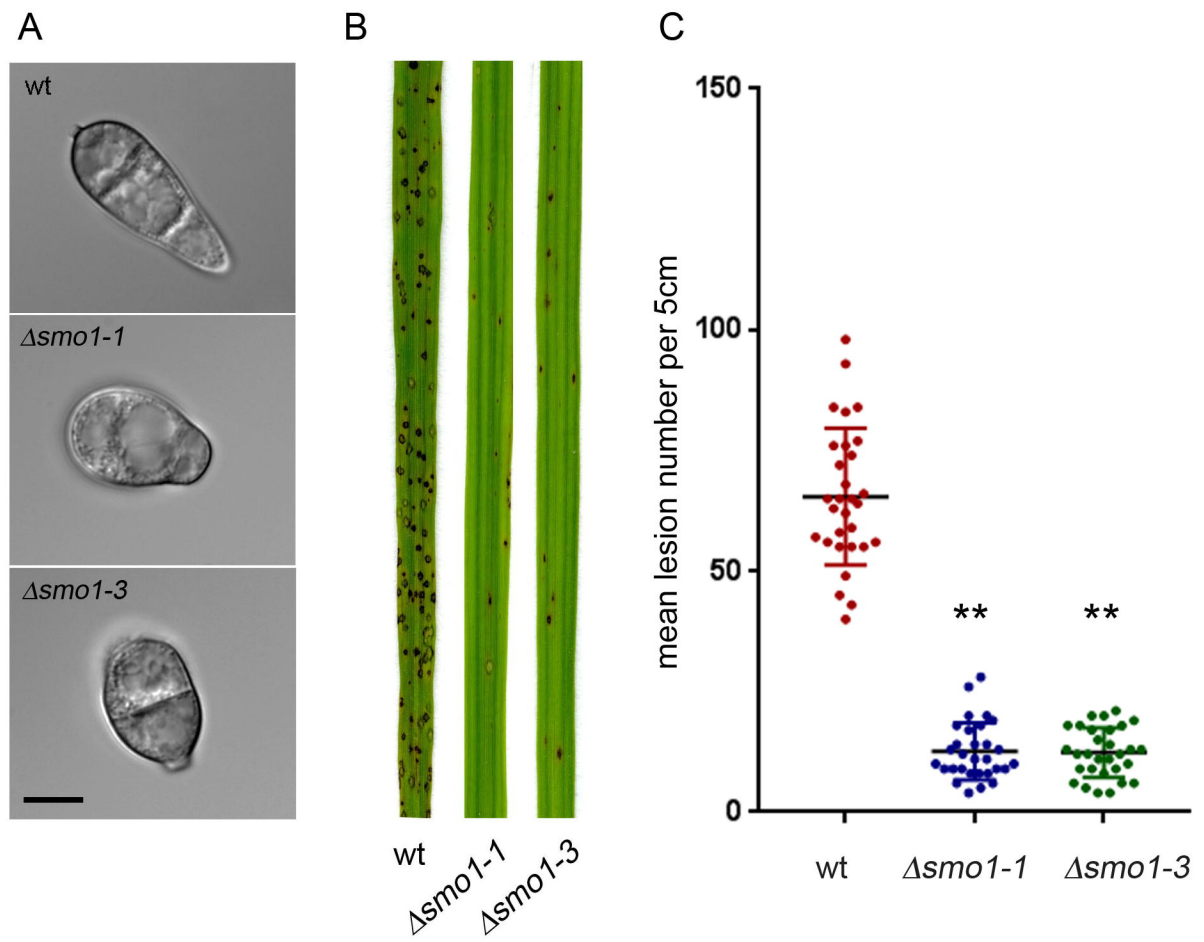 A
B
C
wt
Δsmo1-1
Δsmo1-3
wt
Δsmo1-1
Δsmo1-3
mean lesion number per 5cm
150
100
50
0
**
**
wt
Δsmo1-1
Δsmo1-3